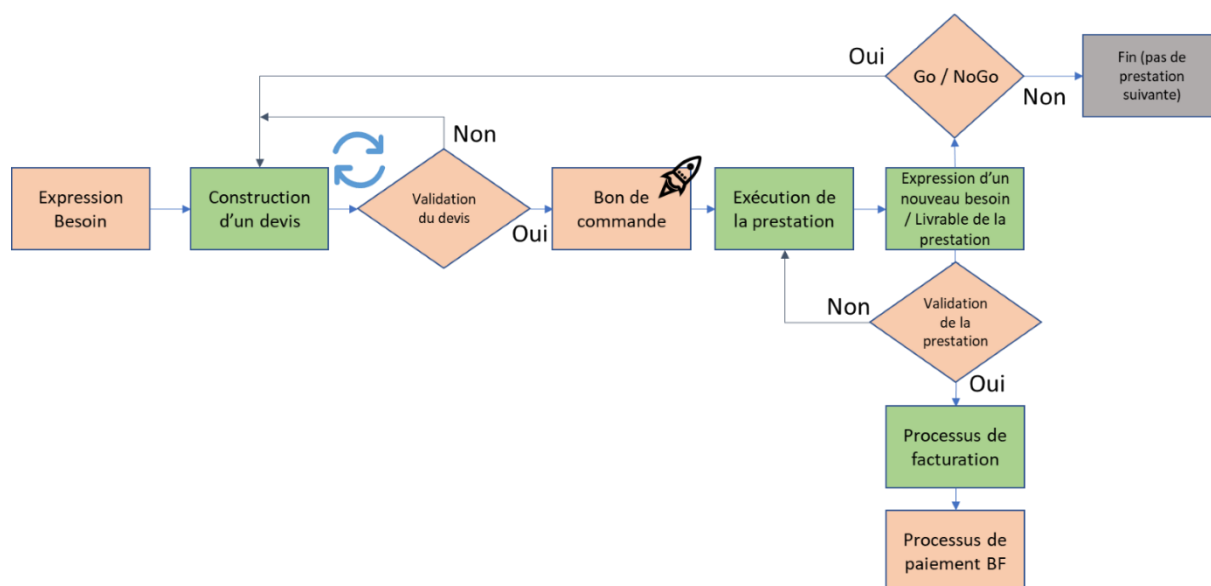 Oui
Go / NoGo
Non
Fin (pas de
prestation
suivante)
Non
Expression
Besoin
Construction
d’un devis
Validation
du devis
Oui
Bon de
commande
Exécution de
la prestation
Expression d’un
nouveau besoin
/ Livrable de la
prestation
Non
Validation
de la
prestation
Oui
Processus de
facturation
Processus de
paiement BF